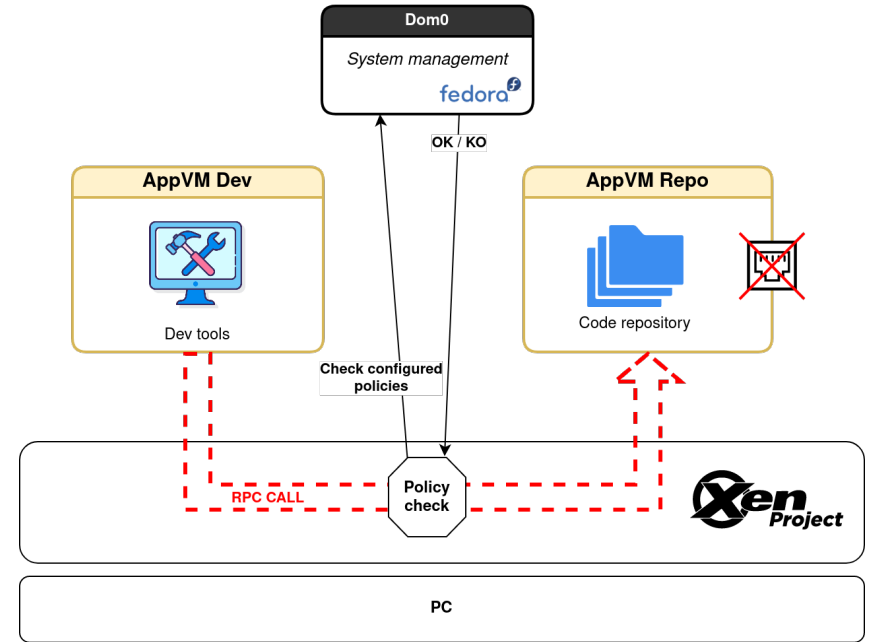 Dom0
System management
fedora
OK / KO
AppVM Dev
AppVM Repo
Dev tools
Code repository
Check configured
policies
RPC CALL
Policy
check
Xen
Project
PC